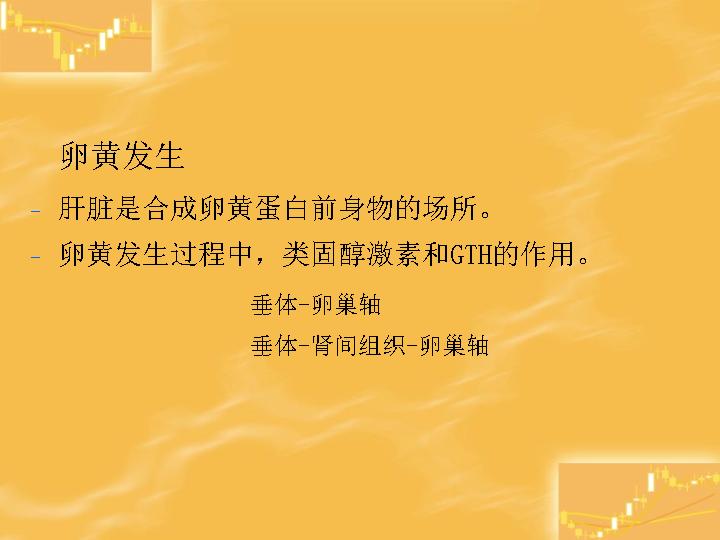 卵黄发生
- 肝脏是合成卵黄蛋白前身物的场所。
- 卵黄发生过程中，类固醇激素和GTH的作用。
垂体-卵巢轴
垂体-肾间组织-卵巢轴